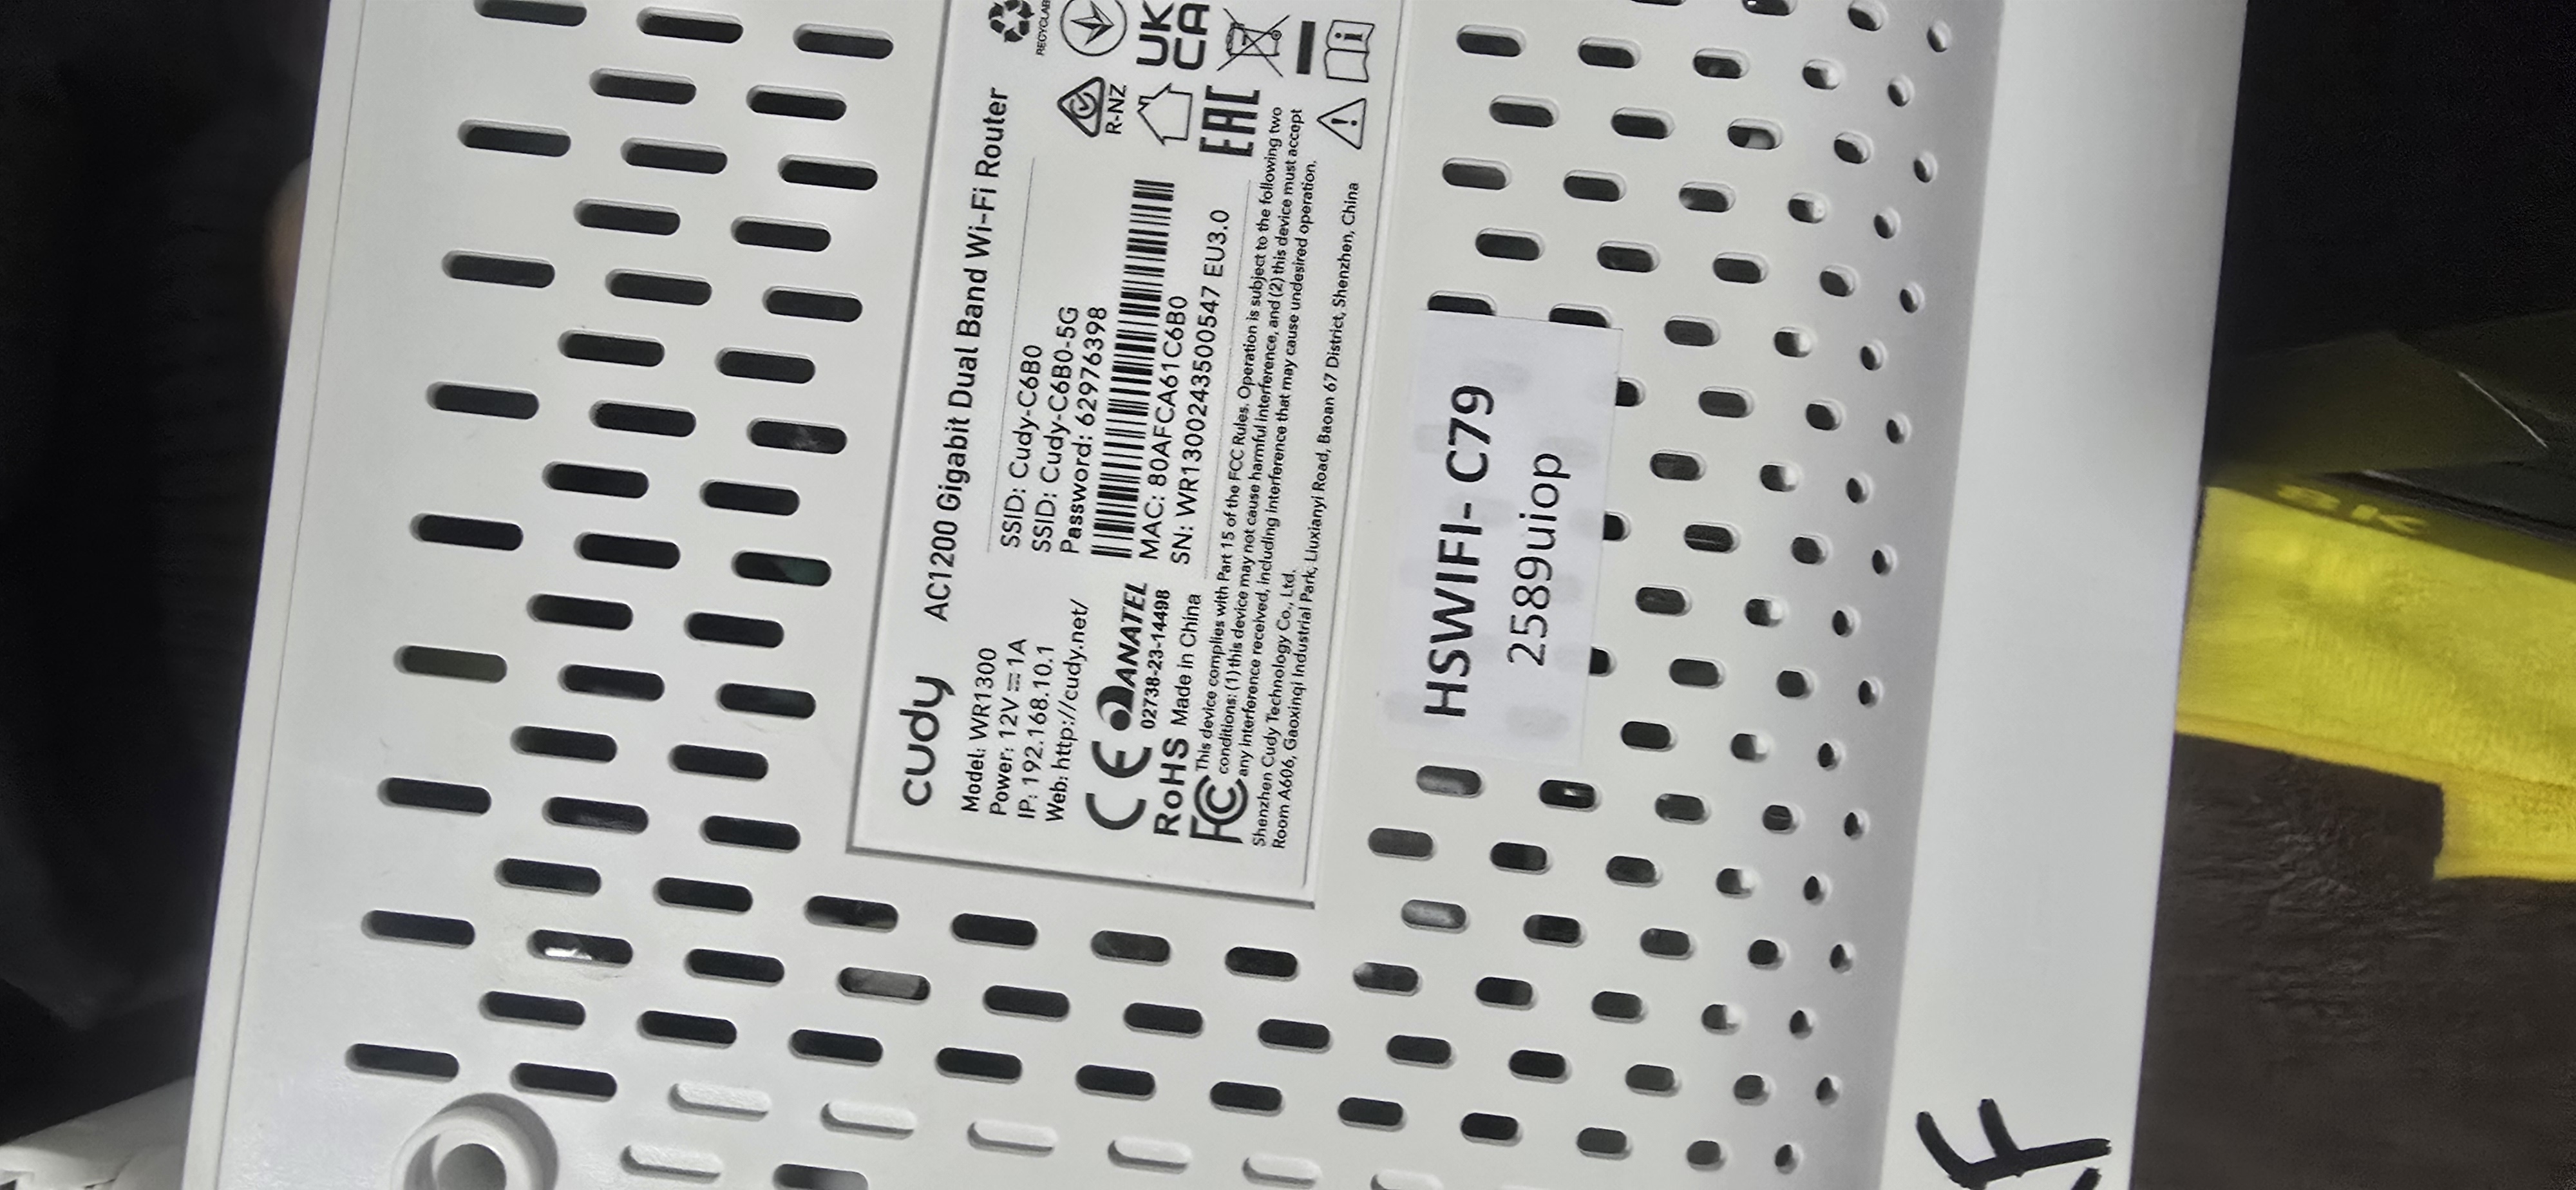 cudy AC1200 Gigabit Dual Band Wi-Fi Router
Model: WR1300
Power: 12V ⎓ 1A
IP: 192.168.10.1
Web: http://cudy.net/
SSID: Cudy-C6B0
SSID: Cudy-C6B0-5G
Password: 62976398
MAC: 80AFCA61C6B0
SN: WR1300243500547 EU3.0
CE ANATEL
02738-23-14498
RoHS Made in China
RECYCLAB
R-NZ
UK
CA
EAC
FC This device complies with Part 15 of the FCC Rules. Operation is subject to the following two
conditions: (1) this device may not cause harmful interference, and (2) this device must accept
any interference received, including interference that may cause undesired operation.
Shenzhen Cudy Technology Co., Ltd.
Room A606, Gaoxinqi Industrial Park, Liuxianyi Road, Baoan 67 District, Shenzhen, China
HSWIFI- C79
2589uiop